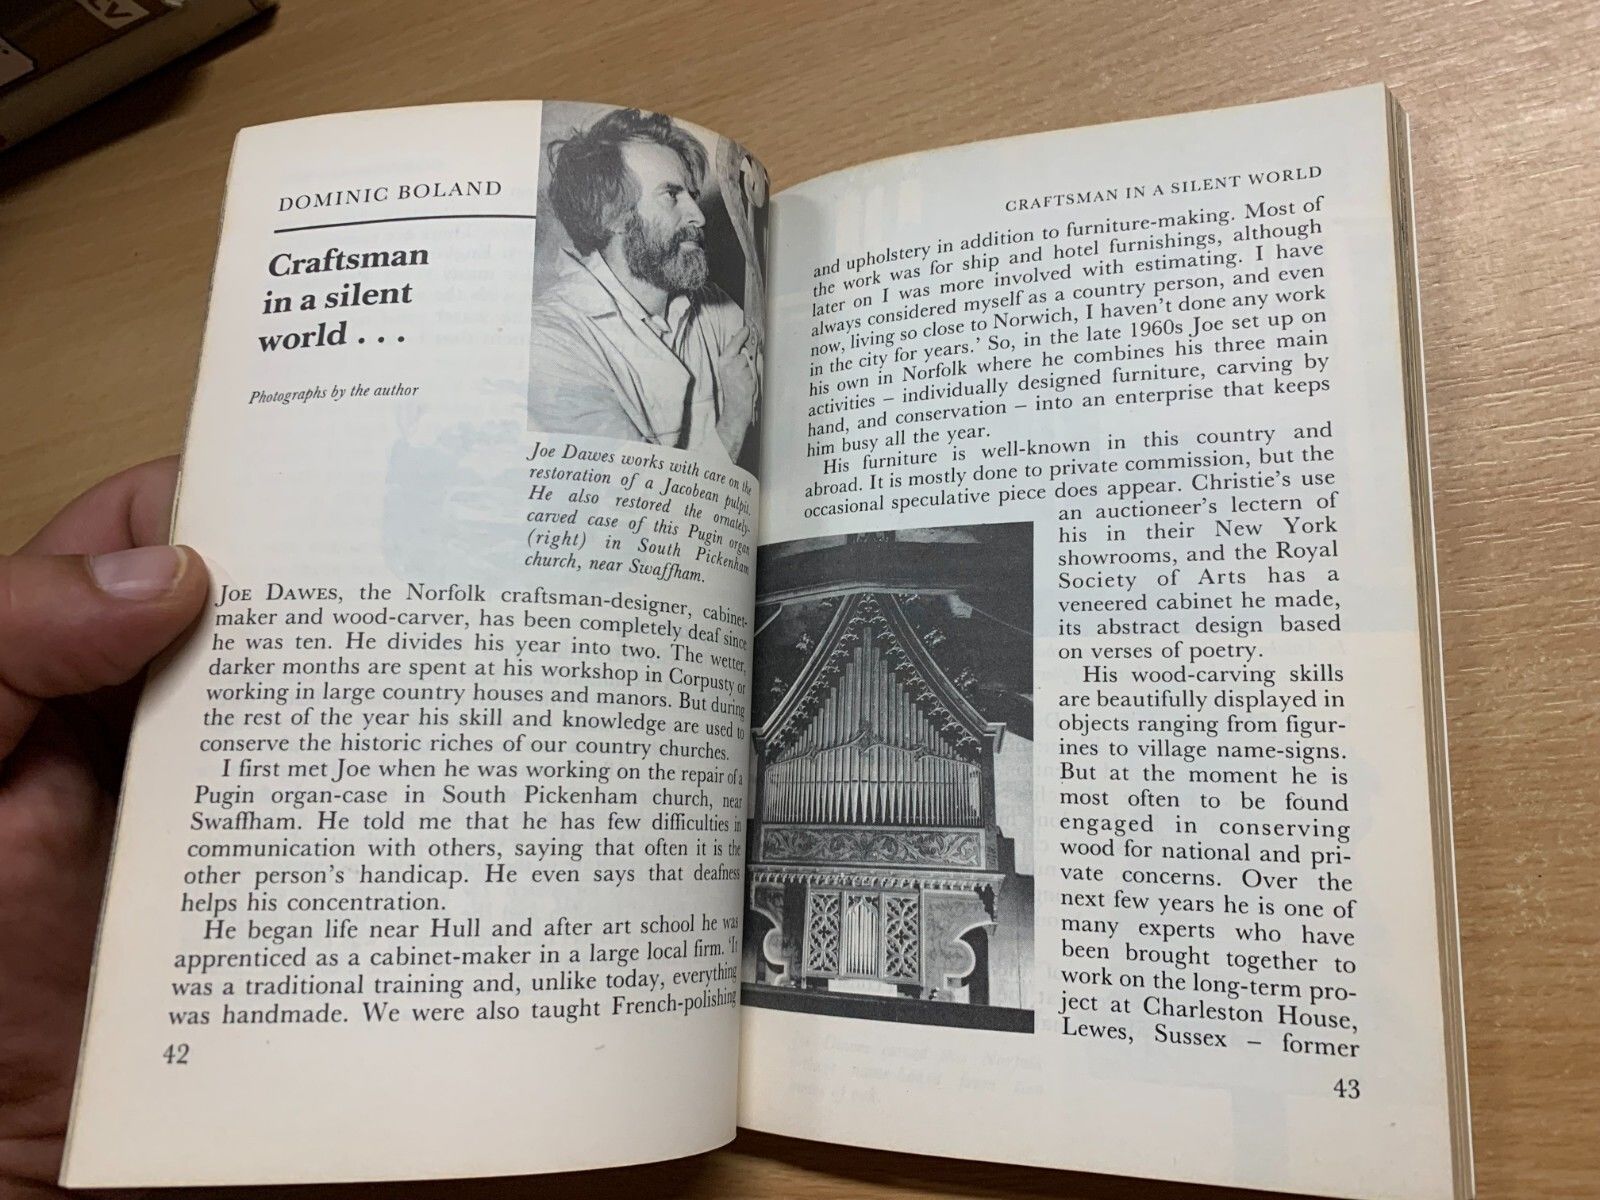 DOMINIC BOLAND
Craftsman
in a silent
world . . .
Photographs by the author
Joe Dawes works with care on the
restoration of a Jacobean pulpit.
He also restored the ornately-
carved case of this Pugin organ
(right) in South Pickenham
church, near Swaffham.
JOE DAWES, the Norfolk craftsman-designer, cabinet-
maker and wood-carver, has been completely deaf since
he was ten. He divides his year into two. The wetter,
darker months are spent at his workshop in Corpusty or
working in large country houses and manors. But during
the rest of the year his skill and knowledge are used to
conserve the historic riches of our country churches.
I first met Joe when he was working on the repair of a
Pugin organ-case in South Pickenham church, near
Swaffham. He told me that he has few difficulties in
communication with others, saying that often it is the
other person's handicap. He even says that deafness
helps his concentration.
He began life near Hull and after art school he was
apprenticed as a cabinet-maker in a large local firm. 'It
was a traditional training and, unlike today, everything
was handmade. We were also taught French-polishing
42
CRAFTSMAN IN A SILENT WORLD
and upholstery in addition to furniture-making. Most of
the work was for ship and hotel furnishings, although
later on I was more involved with estimating. I have
always considered myself as a country person, and even
now, living so close to Norwich, I haven't done any work
in the city for years.' So, in the late 1960s Joe set up on
his own in Norfolk where he combines his three main
activities – individually designed furniture, carving by
hand, and conservation – into an enterprise that keeps
him busy all the year.
His furniture is well-known in this country and
abroad. It is mostly done to private commission, but the
occasional speculative piece does appear. Christie's use
an auctioneer's lectern of
his in their New York
showrooms, and the Royal
Society of Arts has a
veneered cabinet he made,
its abstract design based
on verses of poetry.
His wood-carving skills
are beautifully displayed in
objects ranging from figur-
ines to village name-signs.
But at the moment he is
most often to be found
engaged in conserving
wood for national and pri-
vate concerns. Over the
next few years he is one of
many experts who have
been brought together to
work on the long-term pro-
ject at Charleston House,
Lewes, Sussex – former
43